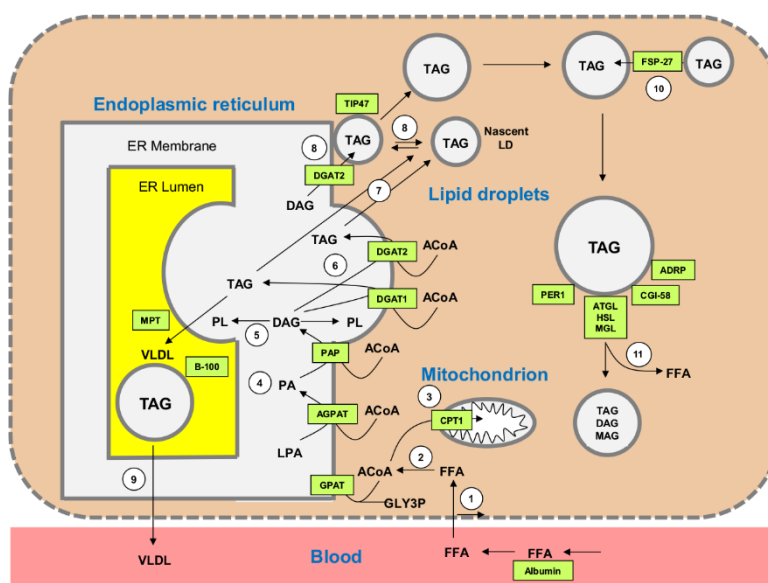 TAG
TAG
FSP-27
TAG
10
Endoplasmic reticulum
TIP47
ER Membrane
8
TAG
8
TAG
Nascent
LD
DGAT2
ER Lumen
7
Lipid droplets
DAG
TAG
DGAT2
ACoA
6
TAG
TAG
ADRP
DGAT1
ACoA
PER1
CGI-58
ATGL
HSL
MGL
MPT
PL
DAG
PL
5
11
VLDL
PAP
ACoA
FFA
B-100
Mitochondrion
4
PA
3
TAG
AGPAT
ACoA
CPT1
TAG
DAG
MAG
LPA
2
9
GPAT
ACoA
FFA
GLY3P
1
VLDL
Blood
FFA
FFA
Albumin